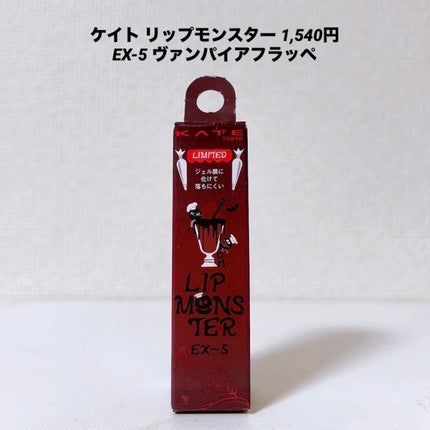 ケイト リップモンスター 1,540円
EX-5 ヴァンパイアフラッペ
KATE
TOKYO
LIMITED
ジェル膜に
化けて
落ちにくい
LIP
MONS
TER
EX-5